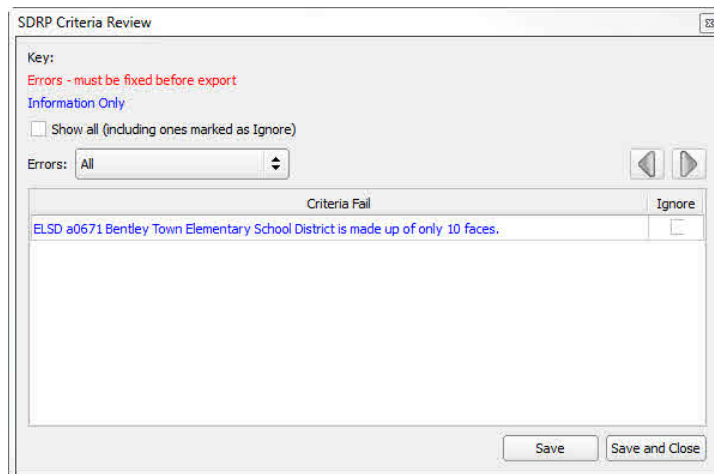 SDRP Criteria Review
Key:
Errors - must be fixed before export
Information Only
Show all (including ones marked as Ignore)
Errors: All
Criteria Fail Ignore
ELSD a0671 Bentley Town Elementary School District is made up of only 10 faces.
Save Save and Close